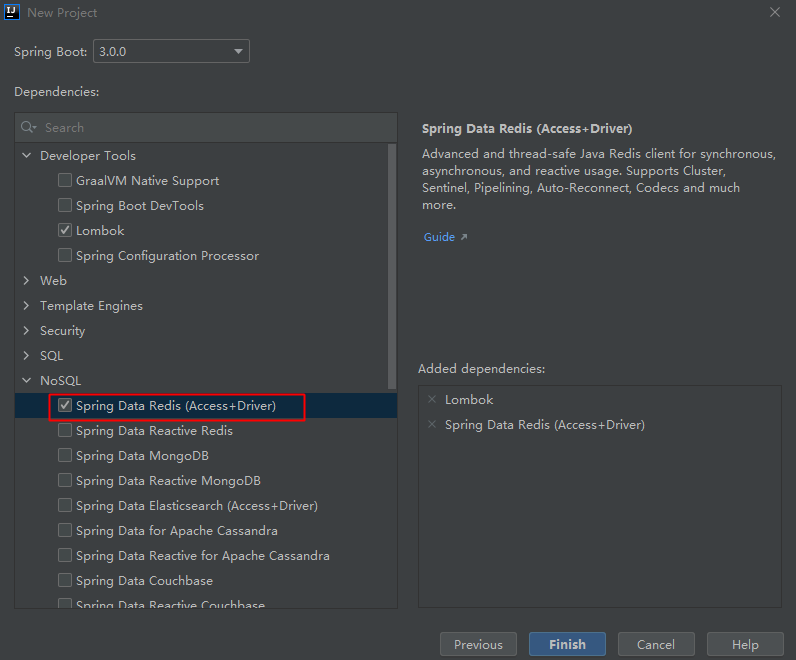 IJ New Project
Spring Boot: 3.0.0
Dependencies:
Search
Developer Tools
GraalVM Native Support
Spring Boot DevTools
Lombok
Spring Configuration Processor
Web
Template Engines
Security
SQL
NoSQL
Spring Data Redis (Access+Driver)
Spring Data Reactive Redis
Spring Data MongoDB
Spring Data Reactive MongoDB
Spring Data Elasticsearch (Access+Driver)
Spring Data for Apache Cassandra
Spring Data Reactive for Apache Cassandra
Spring Data Couchbase
Spring Data Reactive Couchbase
Spring Data Redis (Access+Driver)
Advanced and thread-safe Java Redis client for synchronous,
asynchronous, and reactive usage. Supports Cluster,
Sentinel, Pipelining, Auto-Reconnect, Codecs and much
more.
Guide
Added dependencies:
Lombok
Spring Data Redis (Access+Driver)
Previous Finish Cancel Help